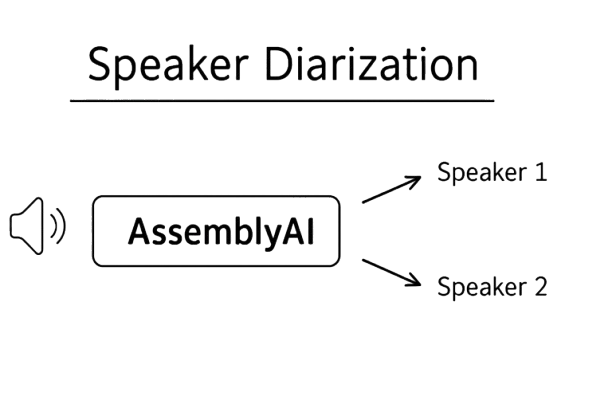 Speaker Diarization
Speaker 1
AssemblyAI
Speaker 2